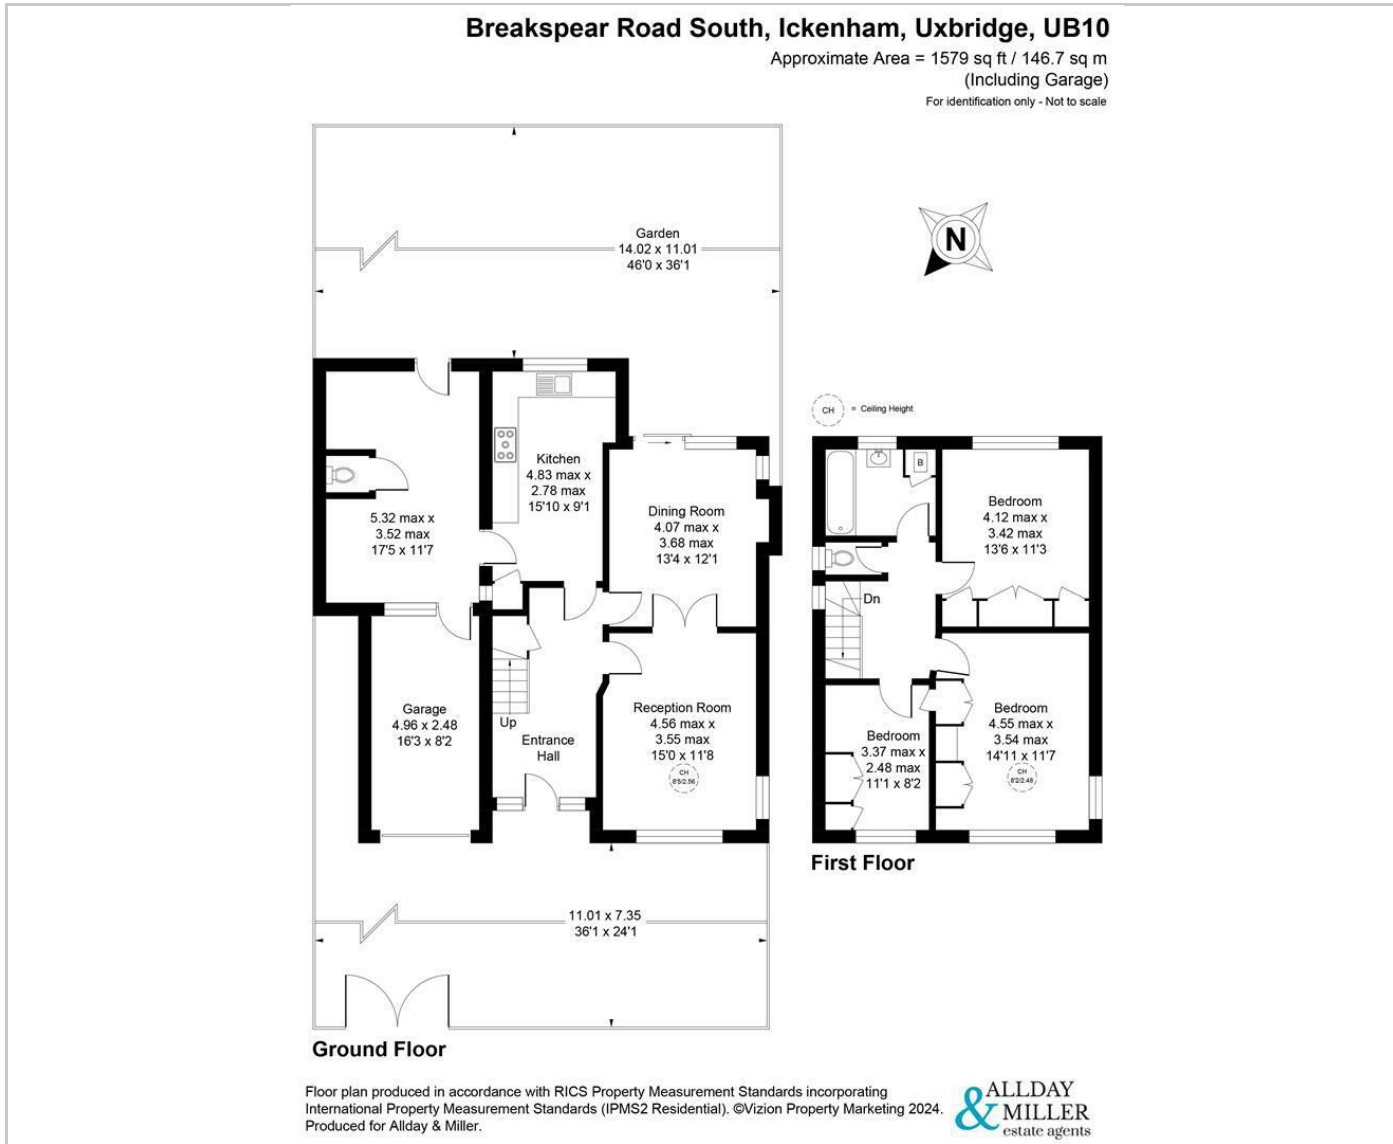 Breakspear Road South, Ickenham, Uxbridge, UB10
Approximate Area = 1579 sq ft / 146.7 sq m
(Including Garage)
For identification only - Not to scale
Garden
14.02 x 11.01
46'0 x 36'1
N
CH = Ceiling Height
Kitchen
4.83 max x
2.78 max
15'10 x 9'1
5.32 max x
3.52 max
17'5 x 11'7
Dining Room
4.07 max x
3.68 max
13'4 x 12'1
Garage
4.96 x 2.48
16'3 x 8'2
Up
Entrance
Hall
Reception Room
4.56 max x
3.55 max
15'0 x 11'8
CH
8'5/2.56
B
Bedroom
4.12 max x
3.42 max
13'6 x 11'3
Dn
Bedroom
3.37 max x
2.48 max
11'1 x 8'2
Bedroom
4.55 max x
3.54 max
14'11 x 11'7
CH
8'2/2.48
First Floor
11.01 x 7.35
36'1 x 24'1
Ground Floor
Floor plan produced in accordance with RICS Property Measurement Standards incorporating
International Property Measurement Standards (IPMS2 Residential). ©Vizion Property Marketing 2024.
Produced for Allday & Miller.
ALLDAY
& MILLER
estate agents